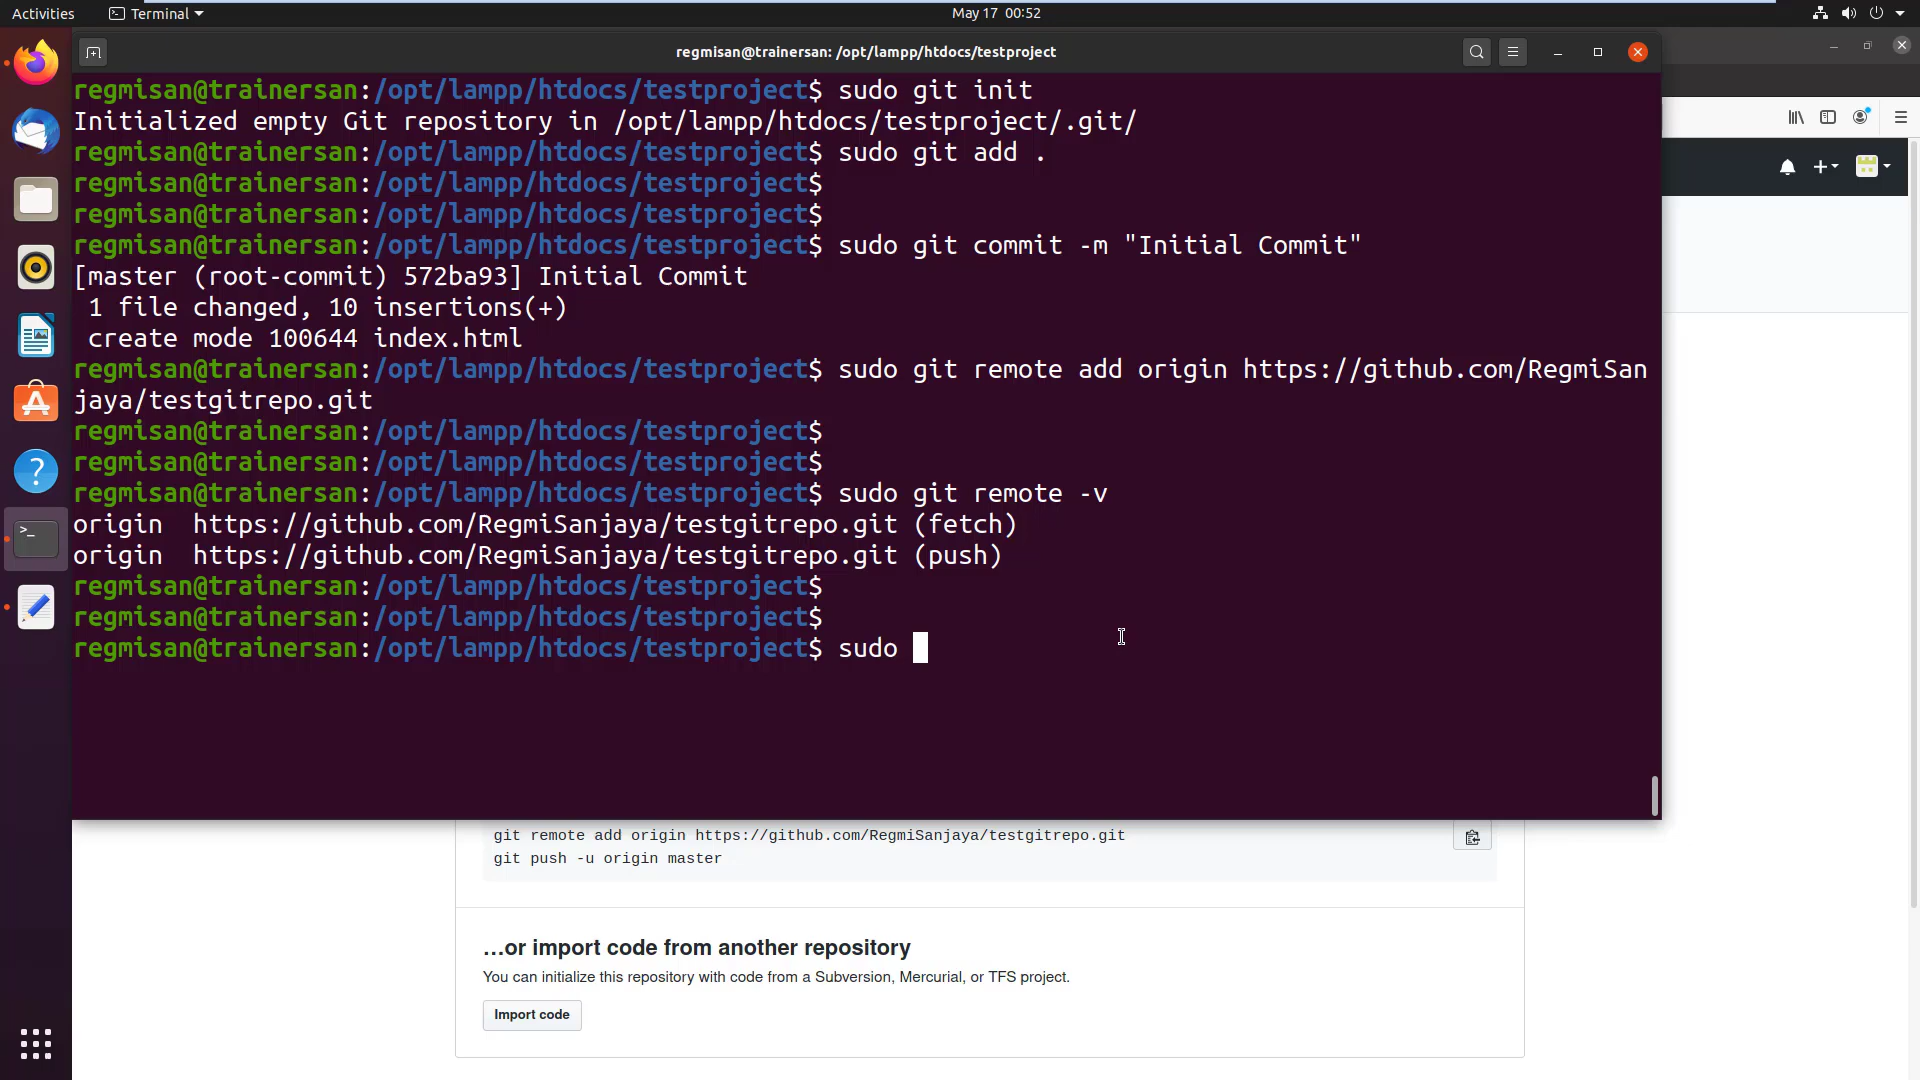 Activities
Terminal
May 17 00:52
regmisan@trainersan: /opt/lampp/htdocs/testproject
regmisan@trainersan:/opt/lampp/htdocs/testproject$ sudo git init
Initialized empty Git repository in /opt/lampp/htdocs/testproject/.git/
regmisan@trainersan:/opt/lampp/htdocs/testproject$ sudo git add .
regmisan@trainersan:/opt/lampp/htdocs/testproject$
regmisan@trainersan:/opt/lampp/htdocs/testproject$
regmisan@trainersan:/opt/lampp/htdocs/testproject$ sudo git commit -m "Initial Commit"
[master (root-commit) 572ba93] Initial Commit
1 file changed, 10 insertions(+)
create mode 100644 index.html
regmisan@trainersan:/opt/lampp/htdocs/testproject$ sudo git remote add origin https://github.com/RegmiSan
jaya/testgitrepo.git
regmisan@trainersan:/opt/lampp/htdocs/testproject$
regmisan@trainersan:/opt/lampp/htdocs/testproject$
regmisan@trainersan:/opt/lampp/htdocs/testproject$ sudo git remote -v
origin https://github.com/RegmiSanjaya/testgitrepo.git (fetch)
origin https://github.com/RegmiSanjaya/testgitrepo.git (push)
regmisan@trainersan:/opt/lampp/htdocs/testproject$
regmisan@trainersan:/opt/lampp/htdocs/testproject$
regmisan@trainersan:/opt/lampp/htdocs/testproject$ sudo
git remote add origin https://github.com/RegmiSanjaya/testgitrepo.git
git push -u origin master
…or import code from another repository
You can initialize this repository with code from a Subversion, Mercurial, or TFS project.
Import code